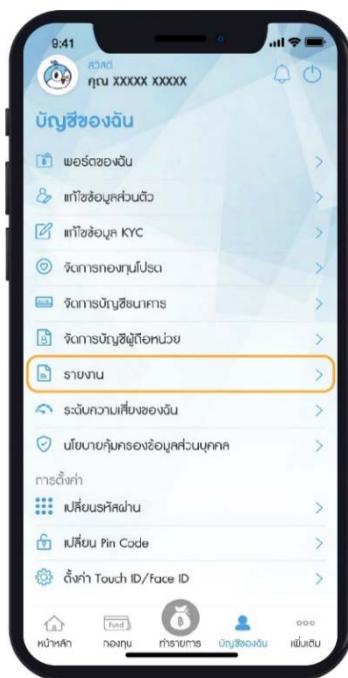 9:41
สวัสดี
คุณ XXXXX XXXXX
บัญชีของฉัน
พอร์ตของฉัน
แก้ไขข้อมูลส่วนตัว
แก้ไขข้อมูล KYC
จัดการกองทุนโปรด
จัดการบัญชีธนาคาร
จัดการบัญชีผู้ถือหน่วย
รายงาน
ระดับความเสี่ยงของฉัน
นโยบายคุ้มครองข้อมูลส่วนบุคคล
การตั้งค่า
เปลี่ยนรหัสผ่าน
เปลี่ยน Pin Code
ตั้งค่า Touch ID/Face ID
Fund
หน้าหลัก กองทุน ทำรายการ บัญชีของฉัน เพิ่มเติม